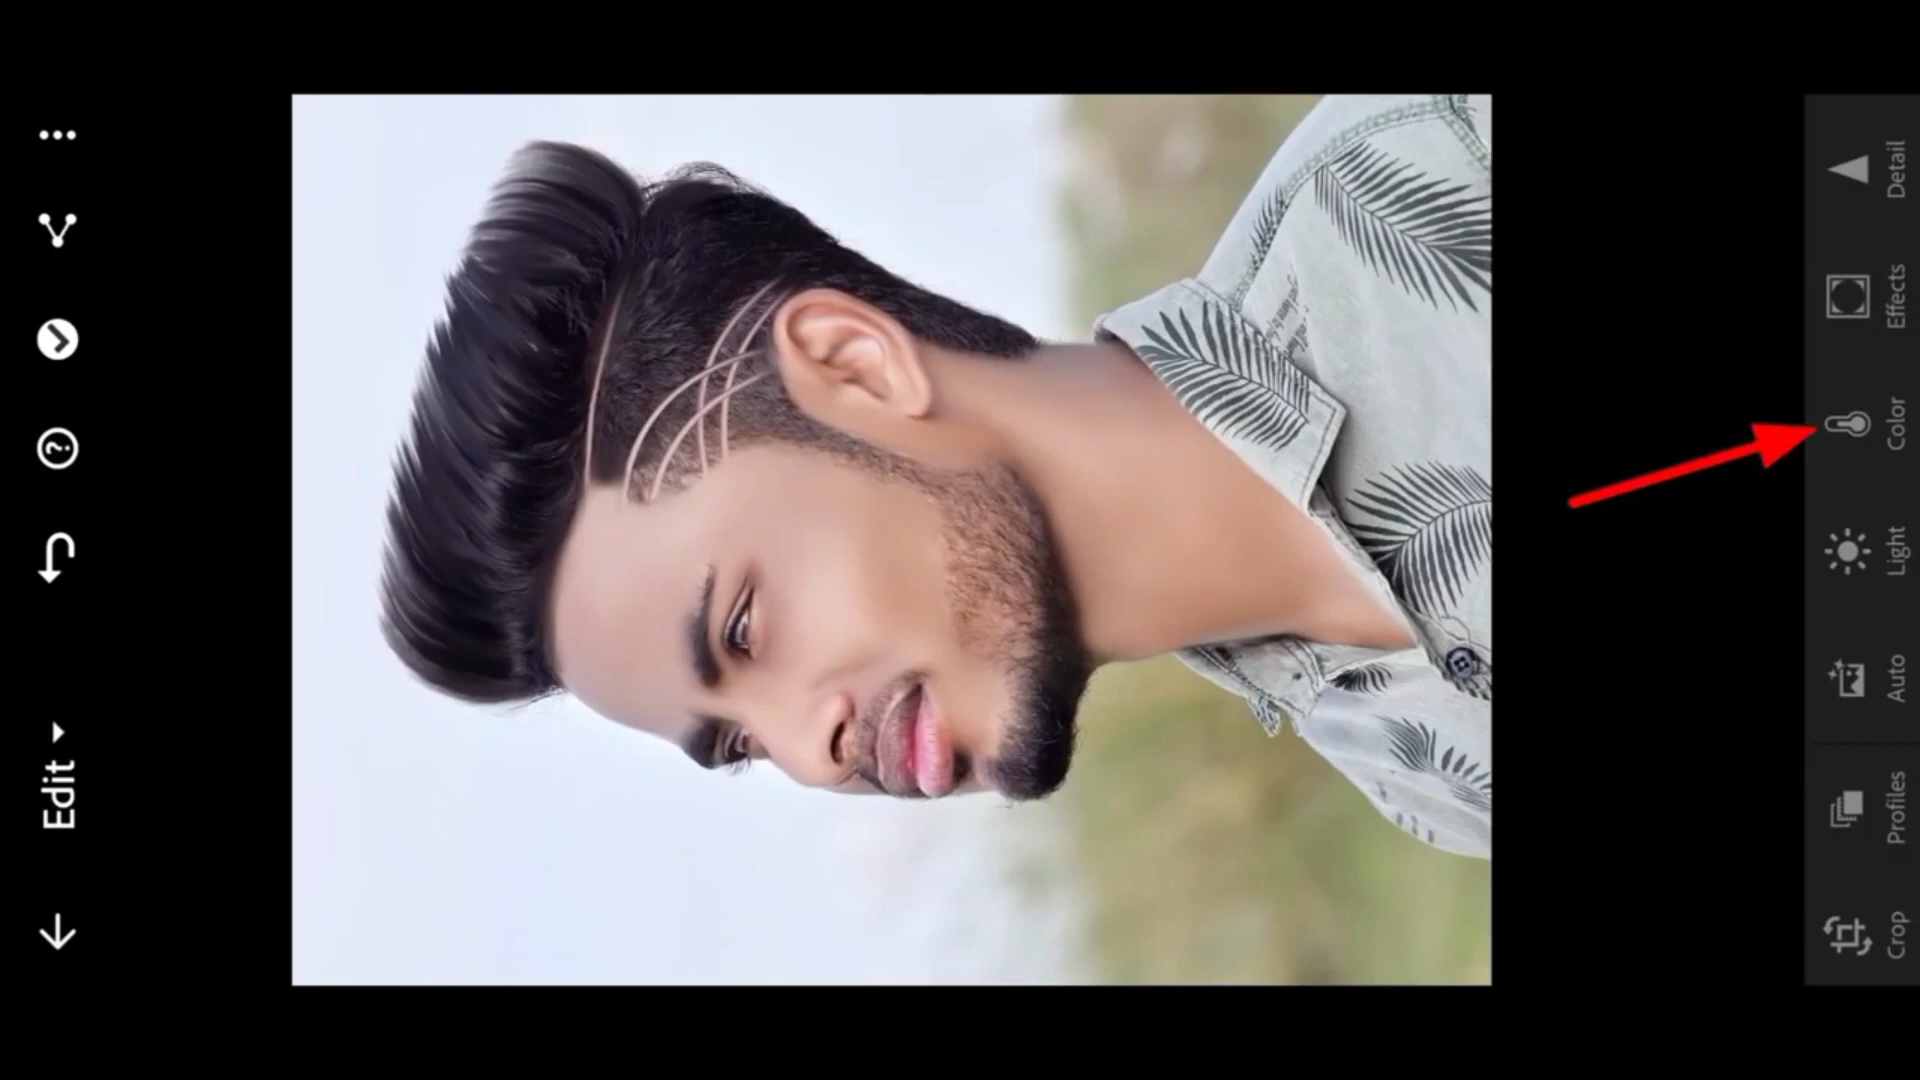 Edit
Crop
Profiles
Auto
Light
Color
Effects
Detail